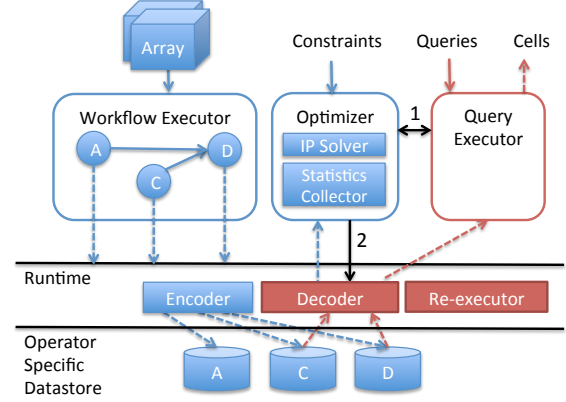 Array
Constraints
Queries
Cells
Workflow Executor
A
D
C
Optimizer
IP Solver
Statistics
Collector
1
Query
Executor
2
Runtime
Encoder
Decoder
Re-executor
Operator
Specific
Datastore
A
C
D